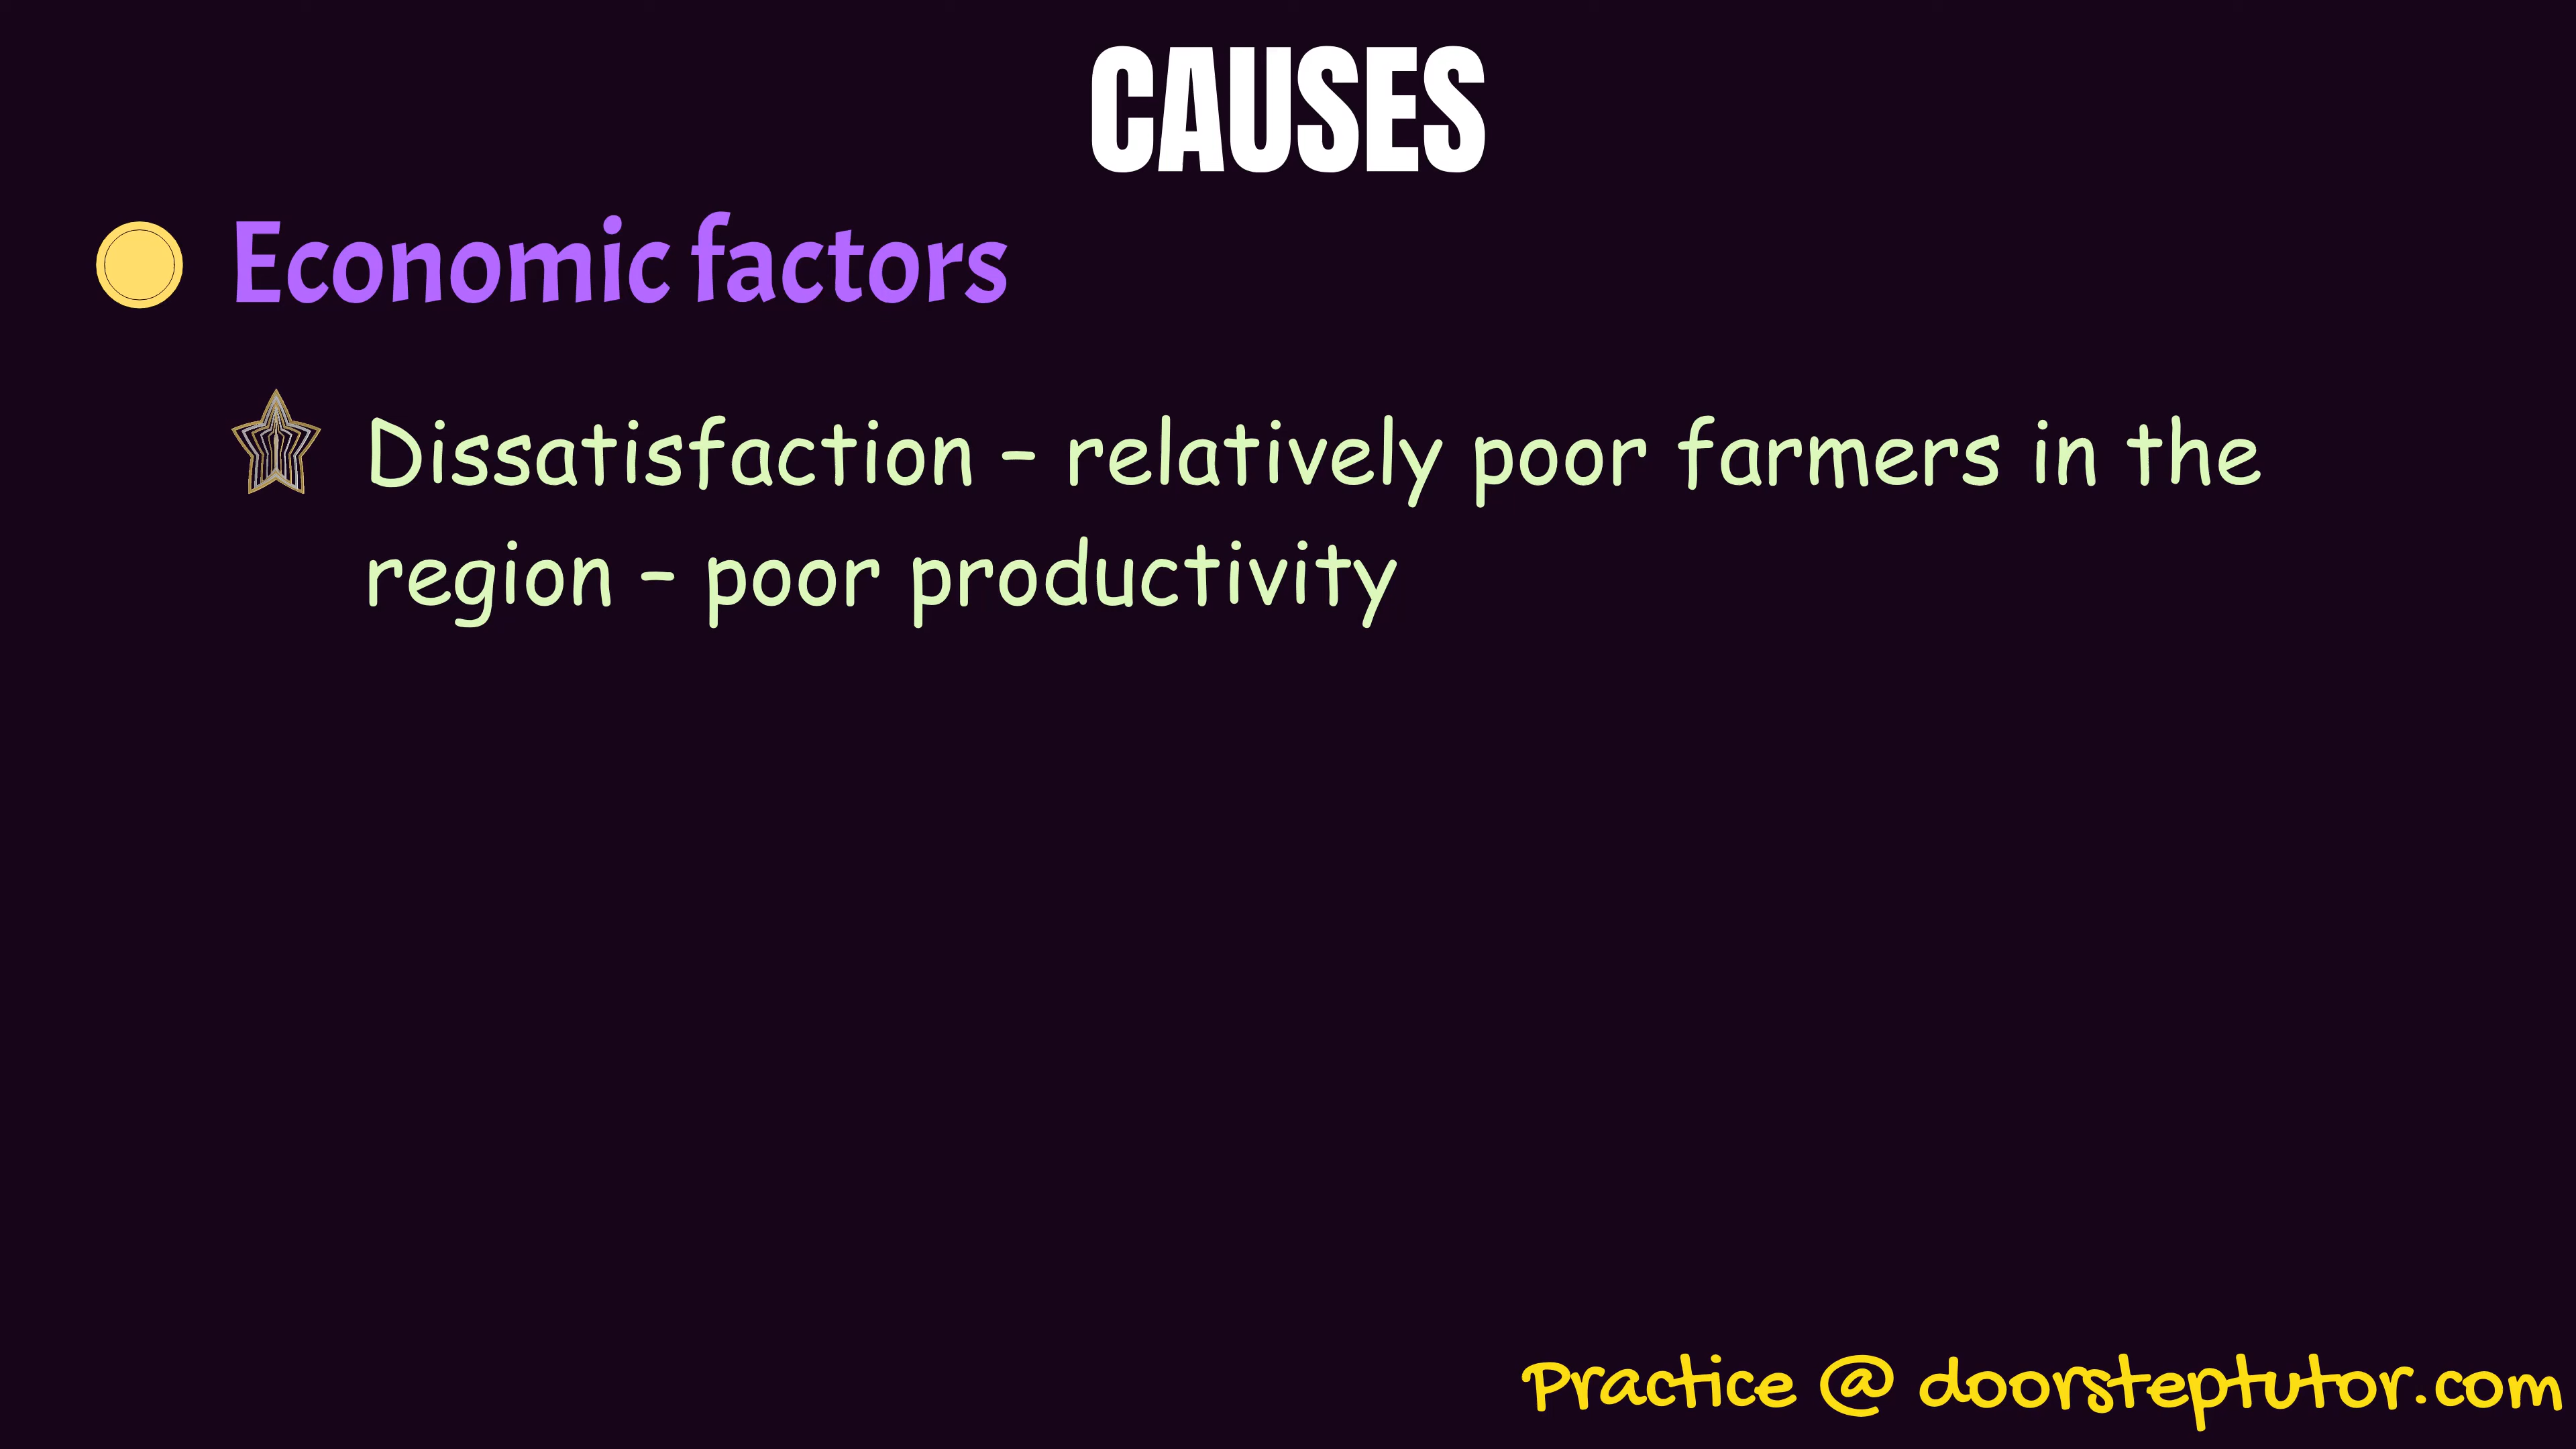 CAUSES
Economic factors
Dissatisfaction – relatively poor farmers in the
region – poor productivity
Practice @ doorsteptutor.com